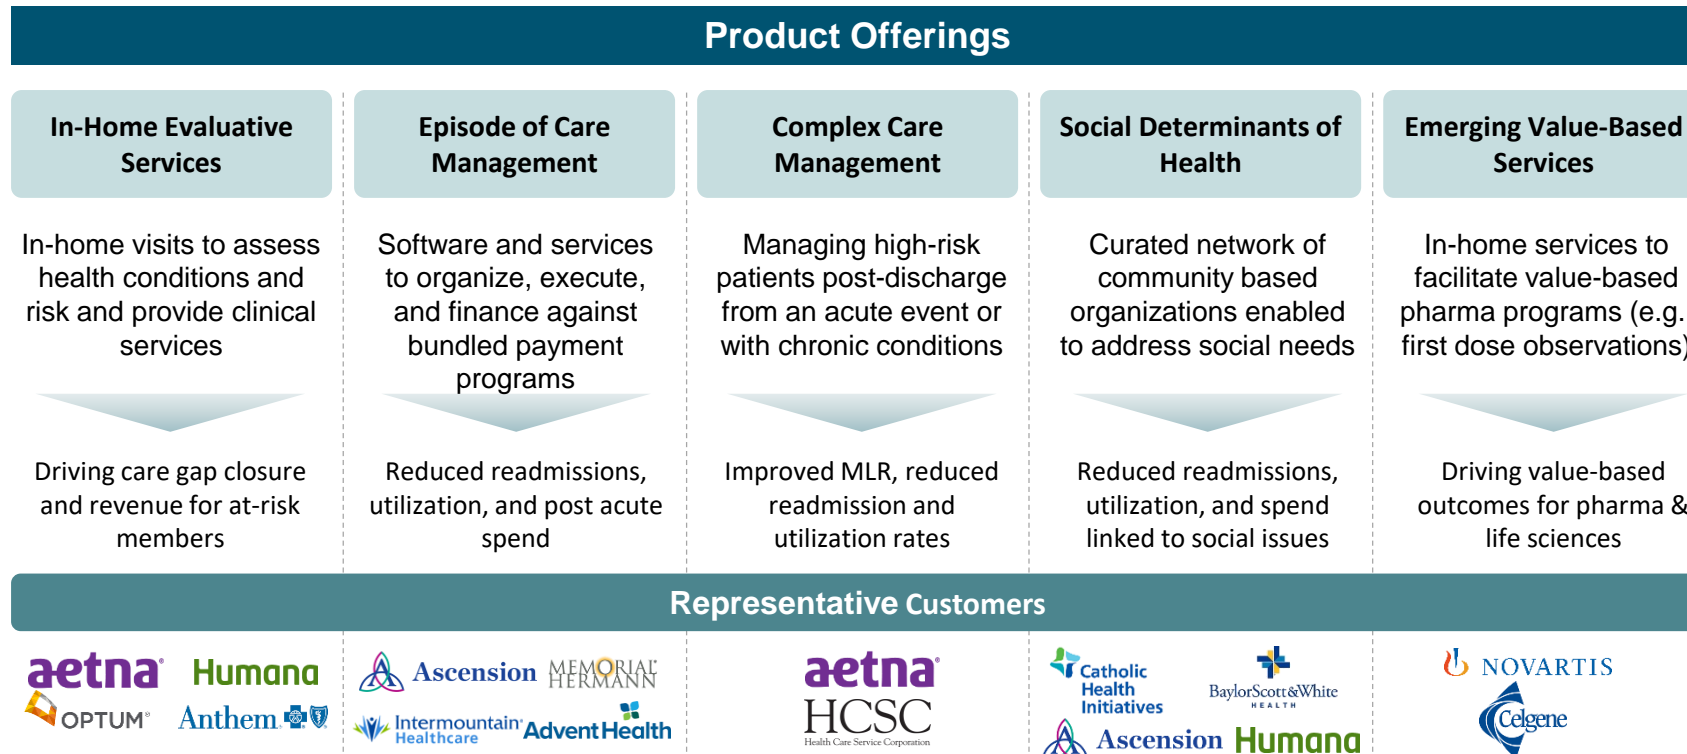 Product Offerings
In-Home Evaluative
Services
In-home visits to assess
health conditions and
risk and provide clinical
services
Driving care gap closure
and revenue for at-risk
members
Episode of Care
Management
Software and services
to organize, execute,
and finance against
bundled payment
programs
Reduced readmissions,
utilization, and post acute
spend
Complex Care
Management
Managing high-risk
patients post-discharge
from an acute event or
with chronic conditions
Improved MLR, reduced
readmission and
utilization rates
Social Determinants of
Health
Curated network of
community based
organizations enabled
to address social needs
Reduced readmissions,
utilization, and spend
linked to social issues
Emerging Value-Based
Services
In-home services to
facilitate value-based
pharma programs (e.g.
first dose observations)
Driving value-based
outcomes for pharma &
life sciences
Representative Customers
aetna Humana
OPTUM® Anthem
Ascension MEMORIAL
HERMANN
Intermountain®
Healthcare
Advent Health
aetna
HCSC
Health Care Service Corporation
Catholic
Health
Initiatives
BaylorScott&White
HEALTH
Ascension Humana
NOVARTIS
Celgene